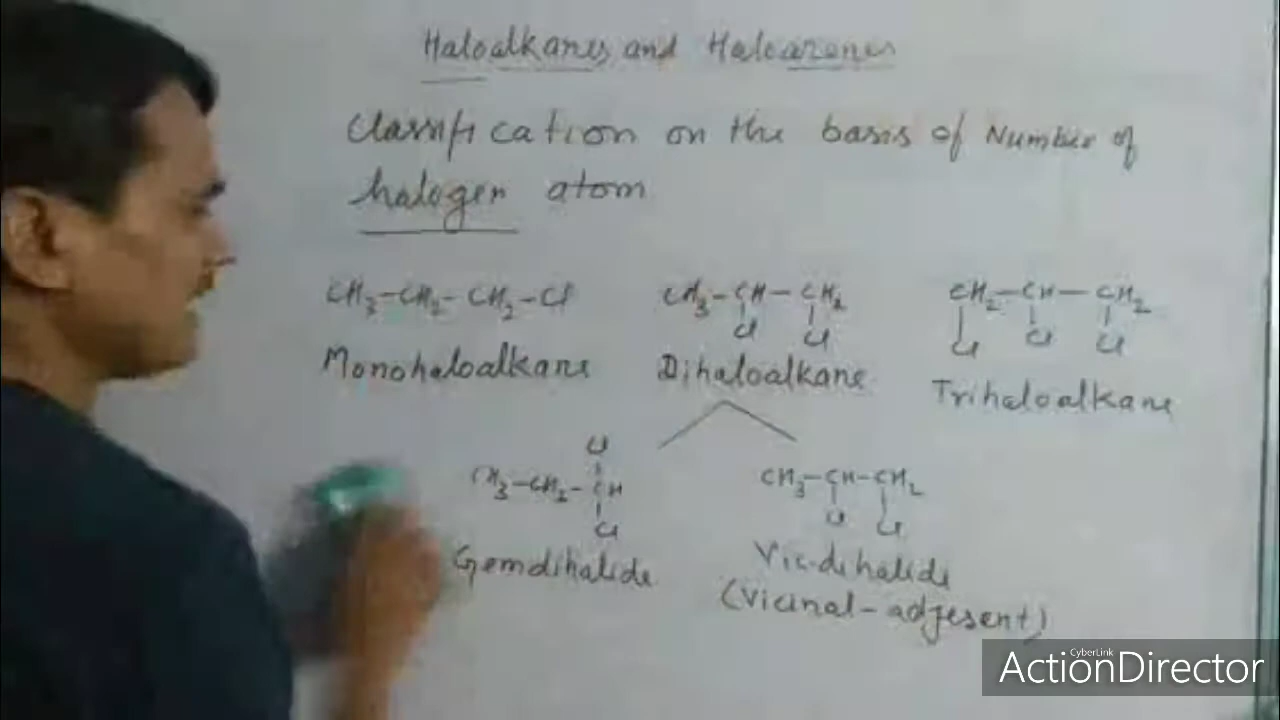 Haloalkanes and Haloarenes
Classification on the basis of Number of
halogen atom
CH3-CH2-CH2-Cl
CH3-CH-CH2
Cl Cl
CH2-CH-CH2
Cl Cl Cl
Monohaloalkane
Dihaloalkane
Trihaloalkane
Cl
CH3-CH2-CH
Cl
CH3-CH-CH2
Cl Cl
Gemdihalide
Vic-dihalide
(Vicinal-adjesent)
CyberLink
ActionDirector